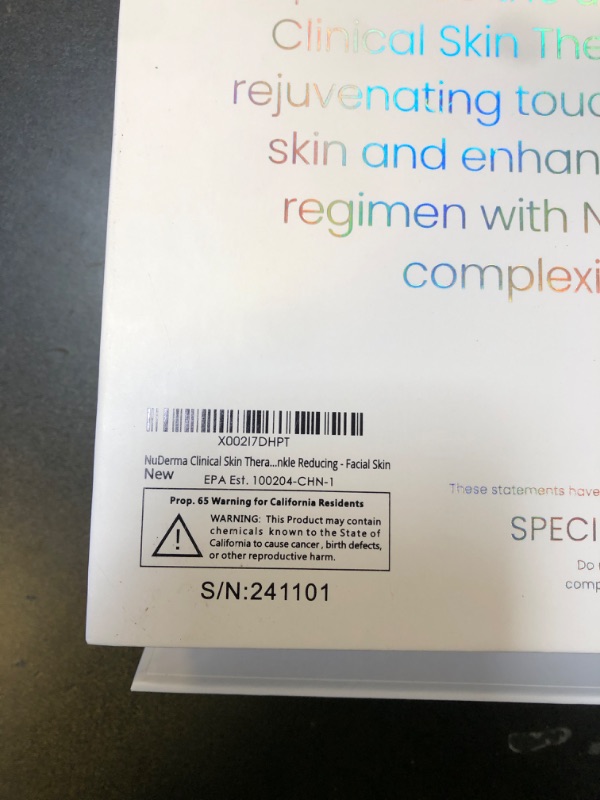 Clinical Skin The
rejuvenating touc
skin and enhan
regimen with N
complexi
X002I7DHPT
NuDerma Clinical Skin Thera...nkle Reducing - Facial Skin
New
EPA Est. 100204-CHN-1
Prop. 65 Warning for California Residents
WARNING: This Product may contain
chemicals known to the State of
California to cause cancer, birth defects,
or other reproductive harm.
S/N:241101
These statements have
SPECI
Do
comp